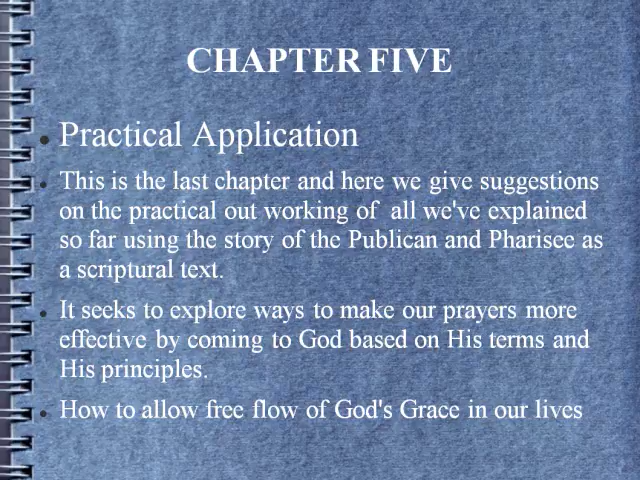 CHAPTER FIVE
Practical Application
This is the last chapter and here we give suggestions
on the practical out working of all we've explained
so far using the story of the Publican and Pharisee as
a scriptural text.
It seeks to explore ways to make our prayers more
effective by coming to God based on His terms and
His principles.
How to allow free flow of God's Grace in our lives